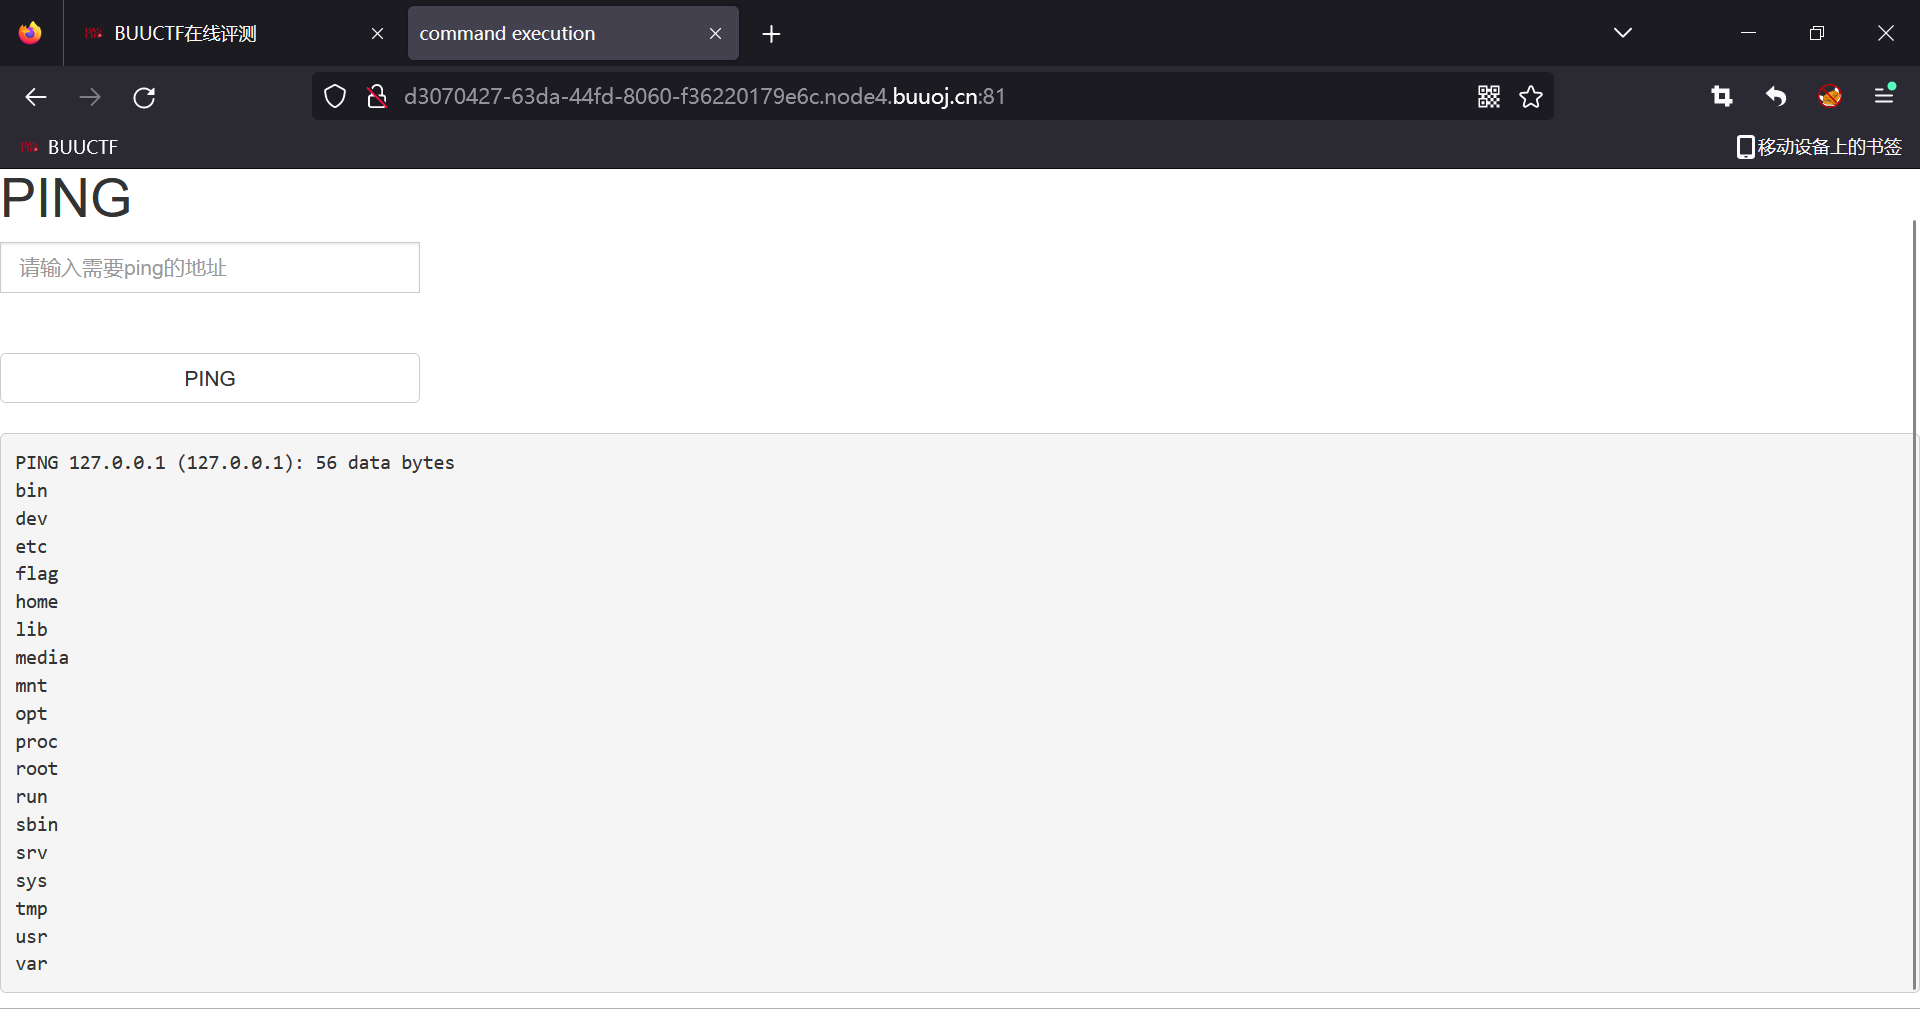 BUUCTF在线评测
command execution
d3070427-63da-44fd-8060-f36220179e6c.node4.buuoj.cn:81
BUUCTF
移动设备上的书签
PING
请输入需要ping的地址
PING
PING 127.0.0.1 (127.0.0.1): 56 data bytes
bin
dev
etc
flag
home
lib
media
mnt
opt
proc
root
run
sbin
srv
sys
tmp
usr
var